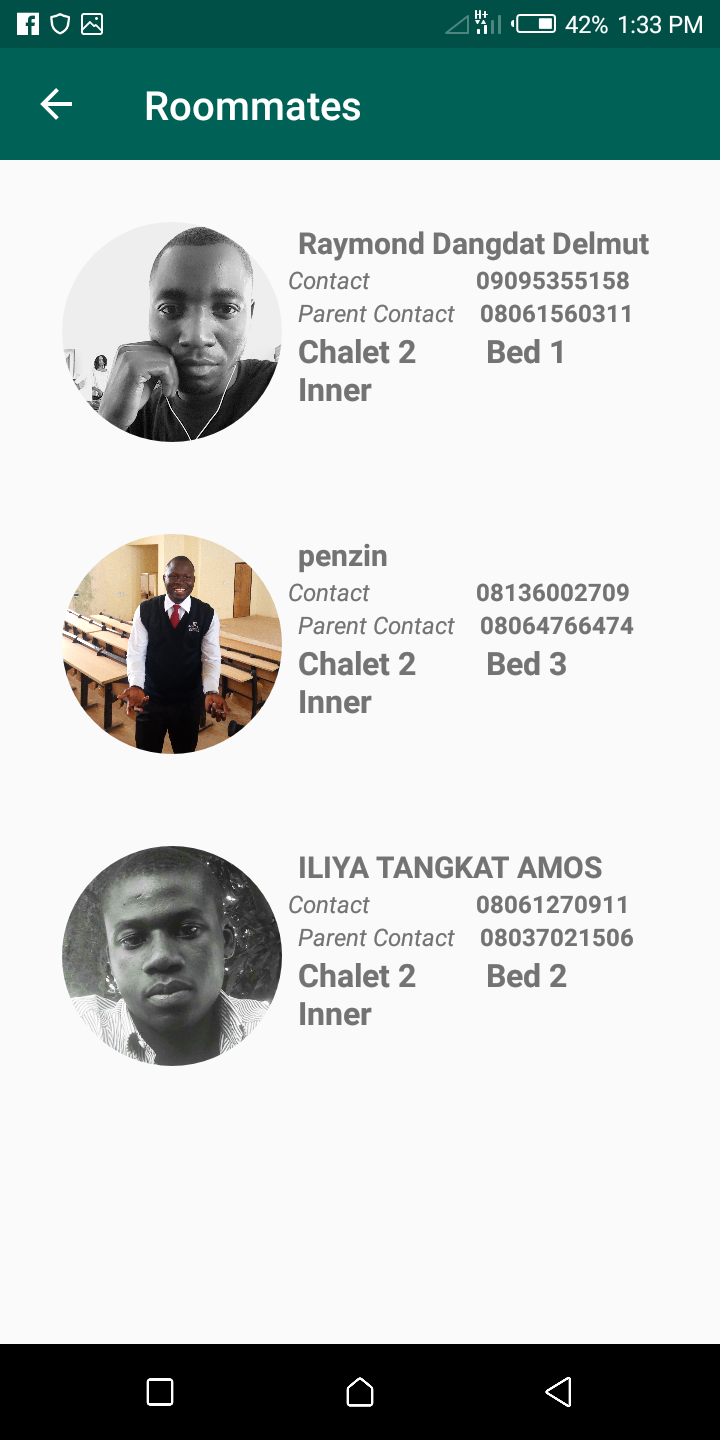 42% 1:33 PM
Roommates
Raymond Dangdat Delmut
Contact 09095355158
Parent Contact 08061560311
Chalet 2 Bed 1
Inner
penzin
Contact 08136002709
Parent Contact 08064766474
Chalet 2 Bed 3
Inner
ILIYA TANGKAT AMOS
Contact 08061270911
Parent Contact 08037021506
Chalet 2 Bed 2
Inner